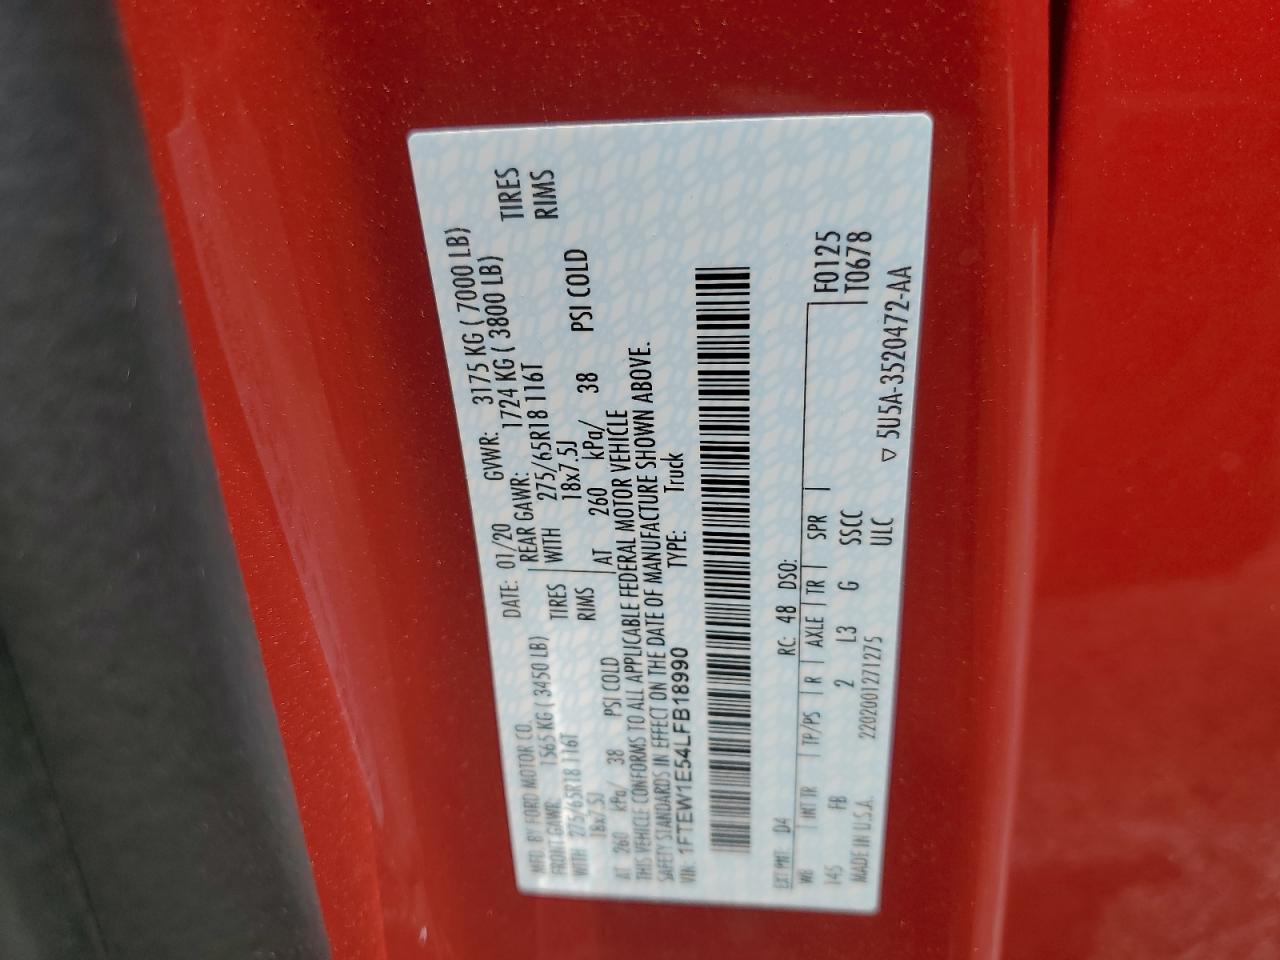 MFD. BY FORD MOTOR CO.
DATE: 01/20 GVWR: 3175 KG ( 7000 LB)
FRONT GAWR: 1565 KG ( 3450 LB) REAR GAWR: 1724 KG ( 3800 LB)
WITH 275/65R18 116T TIRES WITH 275/65R18 116T TIRES
18x7.5J RIMS 18x7.5J RIMS
AT 260 kPa/ 38 PSI COLD AT 260 kPa/ 38 PSI COLD
THIS VEHICLE CONFORMS TO ALL APPLICABLE FEDERAL MOTOR VEHICLE
SAFETY STANDARDS IN EFFECT ON THE DATE OF MANUFACTURE SHOWN ABOVE.
VIN: 1FTEW1E54LFB18990 TYPE: Truck
EXT PNT: D4 RC: 48 DSO:
WB INT TR TP/PS R AXLE TR SPR F0125
145 FB 2 L3 G SSCC T0678
MADE IN U.S.A. 2202001271275 ULC
▽ 5U5A-3520472-AA